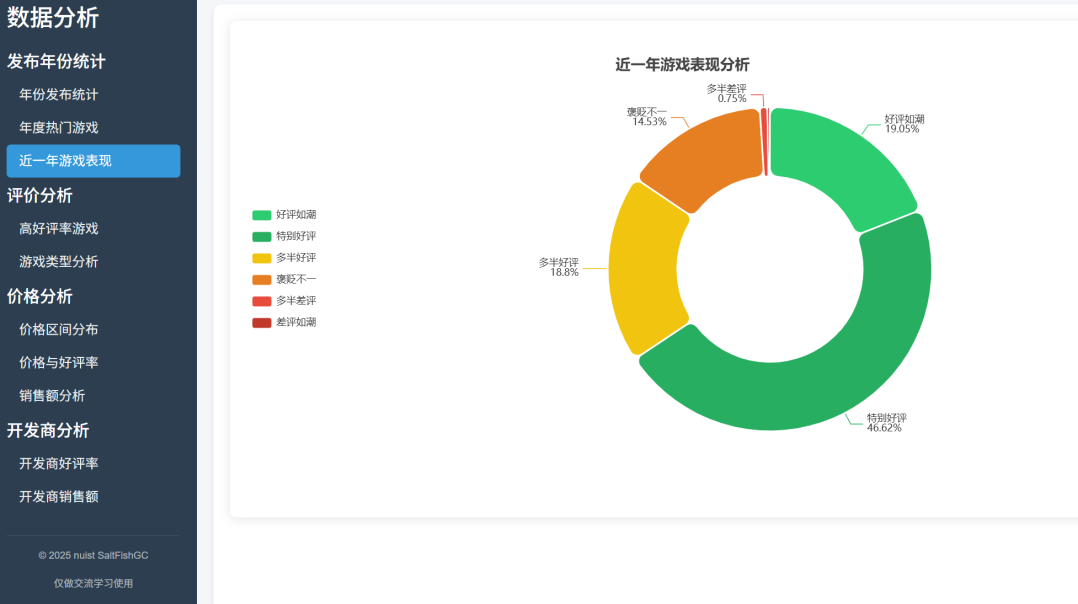 数据分析
发布年份统计
年份发布统计
年度热门游戏
近一年游戏表现
评价分析
高好评率游戏
游戏类型分析
价格分析
价格区间分布
价格与好评率
销售额分析
开发商分析
开发商好评率
开发商销售额
© 2025 nuist SaltFishGC
仅做交流学习使用
近一年游戏表现分析
好评如潮
特别好评
多半好评
褒贬不一
多半差评
差评如潮
多半差评
0.75%
褒贬不一
14.53%
好评如潮
19.05%
多半好评
18.8%
特别好评
46.62%